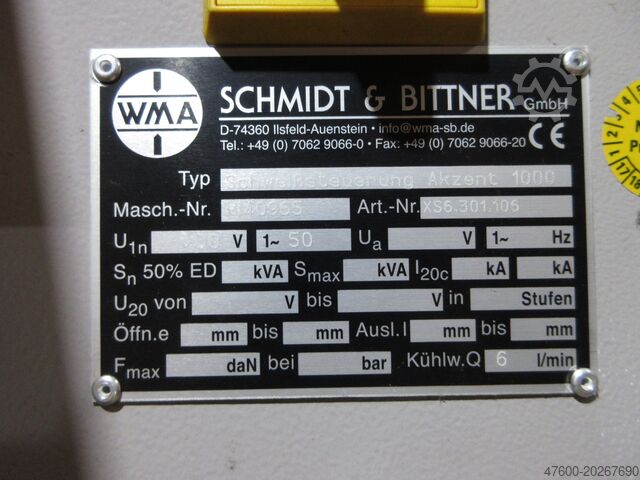 WMA
SCHMIDT & BITTNER GmbH
D-74360 Ilsfeld-Auenstein • info@wma-sb.de
Tel.: +49 (0) 7062 9066-0 • Fax: +49 (0) 7062 9066-20 CE
Typ Schweißsteuerung Akzent 1000
Masch.-Nr. Art.-Nr. XS6.301.106
U1n V 1~ 50 Ua V 1~ Hz
Sn 50% ED kVA Smax kVA I20c kA kA
U20 von V bis V in Stufen
Öffn.e mm bis mm Ausl.l mm bis mm
Fmax daN bei bar Kühlw.Q 6 l/min
47600-20267690